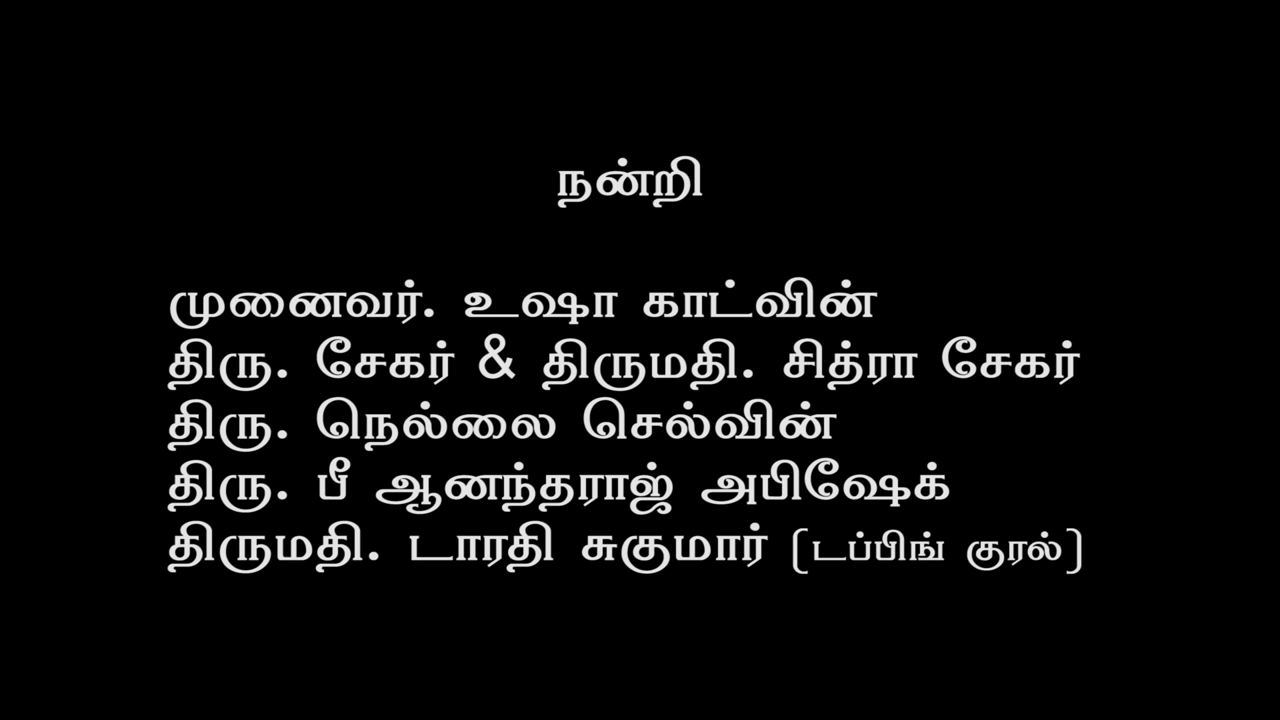 நன்றி
முனைவர். உஷா காட்வின்
திரு. சேகர் & திருமதி. சித்ரா சேகர்
திரு. நெல்லை செல்வின்
திரு. பீ ஆனந்தராஜ் அபிஷேக்
திருமதி. டாரதி சுகுமார் (டப்பிங் குரல்)